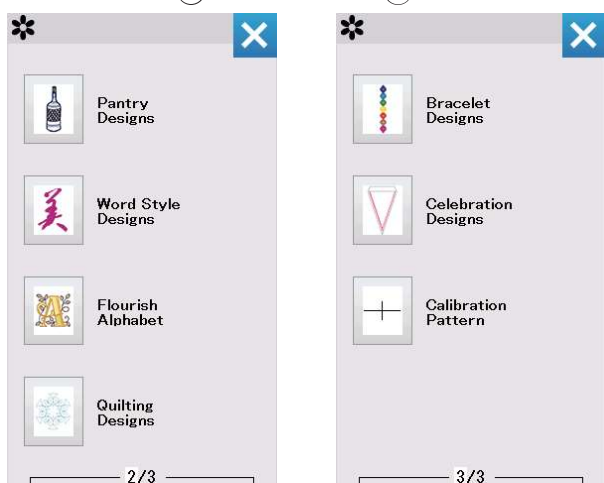 Pantry
Designs
Word Style
Designs
美
Flourish
Alphabet
A
Quilting
Designs
2/3
Bracelet
Designs
Celebration
Designs
Calibration
Pattern
3/3